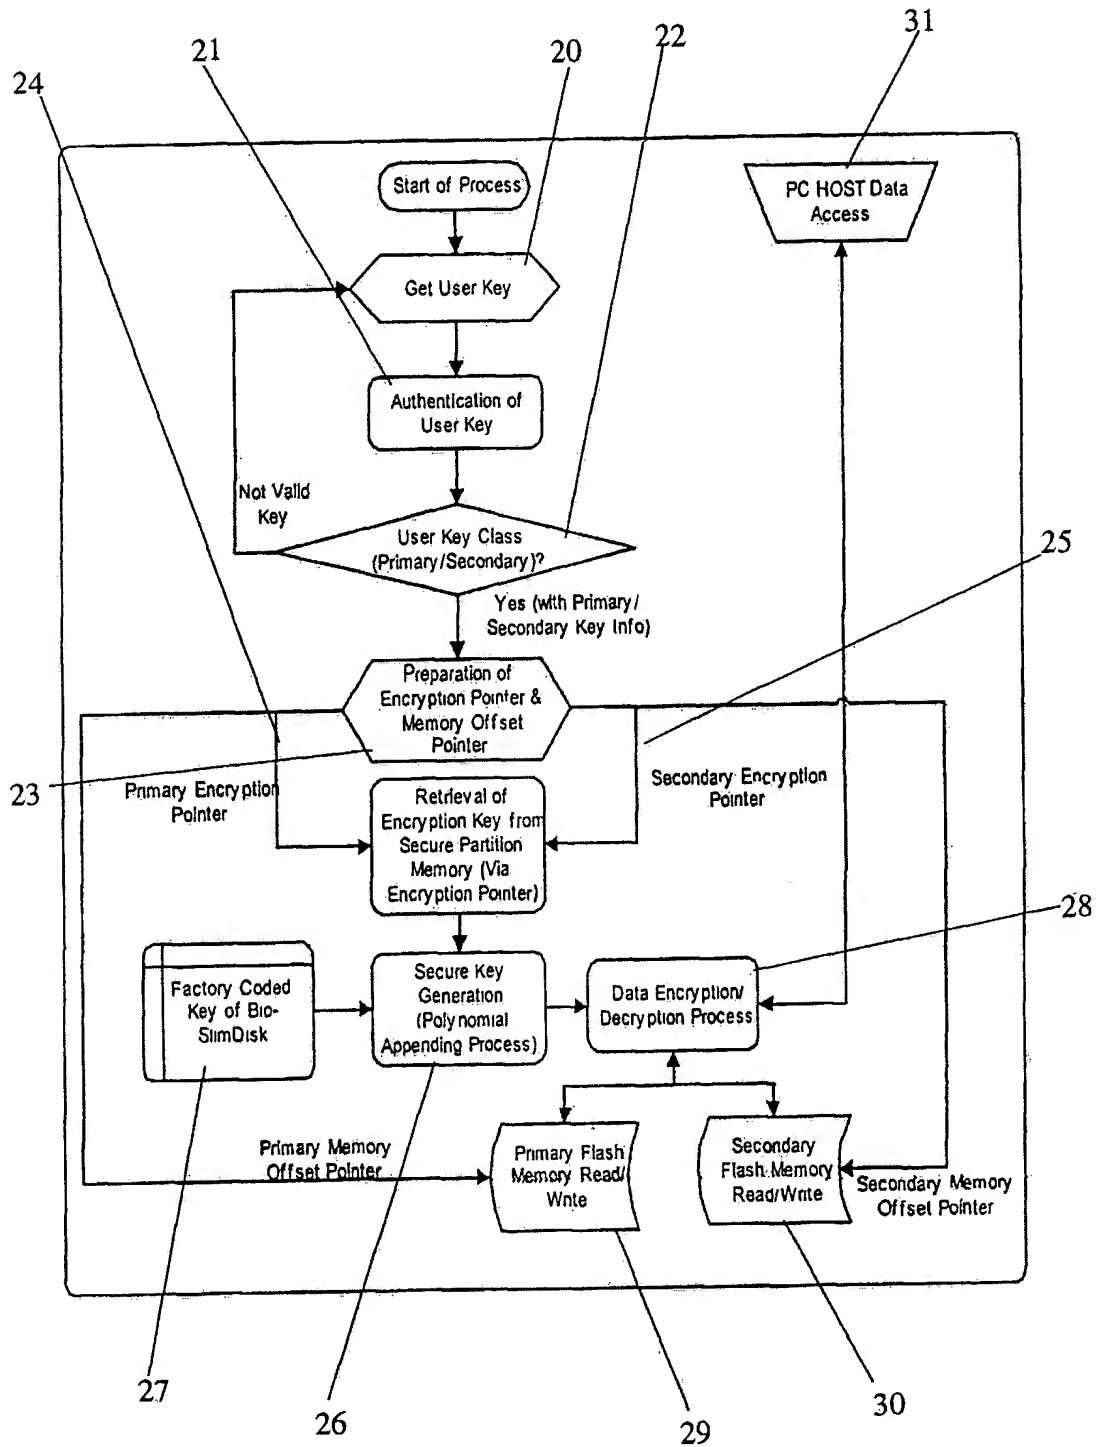 31
22
21
20
24
Start of Process
PC HOST Data
Access
Get User Key
Authentication of
User Key
Not Valid
Key
User Key Class
(Primary/Secondary)?
25
Yes (with Primary/
Secondary Key Info)
Preparation of
Encryption Pointer &
Memory Offset
Pointer
23
Primary Encryption
Pointer
Secondary Encryption
Pointer
Retrieval of
Encryption Key from
Secure Partition
Memory (Via
Encryption Pointer)
28
Factory Coded
Key of Bio-
SlimDisk
Secure Key
Generation
(Polynomial
Appending Process)
Data Encryption/
Decryption Process
Primary Memory
Offset Pointer
Primary Flash
Memory Read/
Write
Secondary
Flash Memory
Read/Write
Secondary Memory
Offset Pointer
27
26
29
30